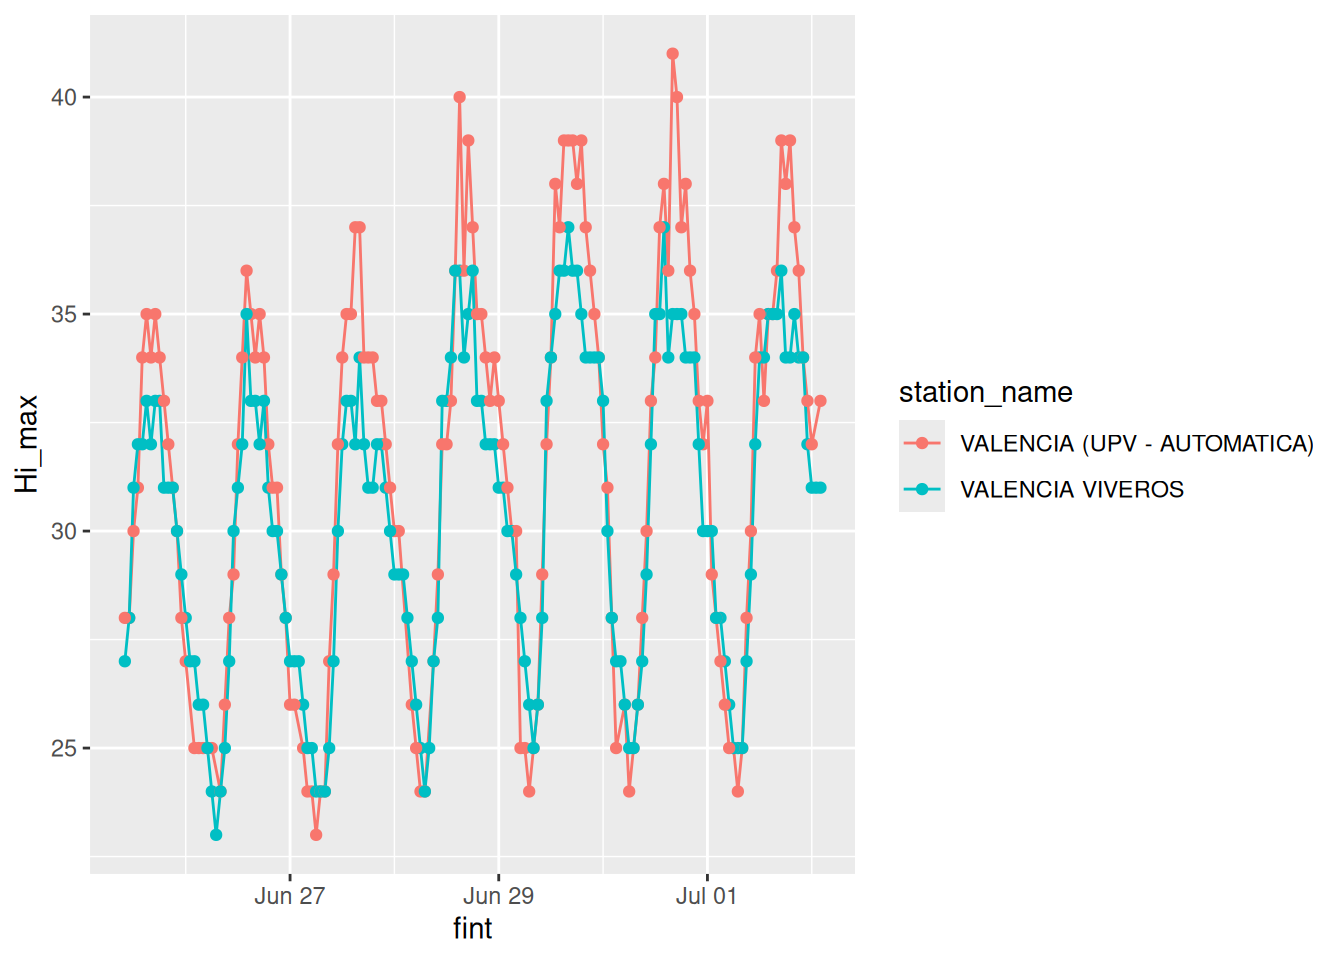 40
35
30
25
Hi_max
Jun 27
Jun 29
Jul 01
fint
station_name
VALENCIA (UPV - AUTOMATICA)
VALENCIA VIVEROS